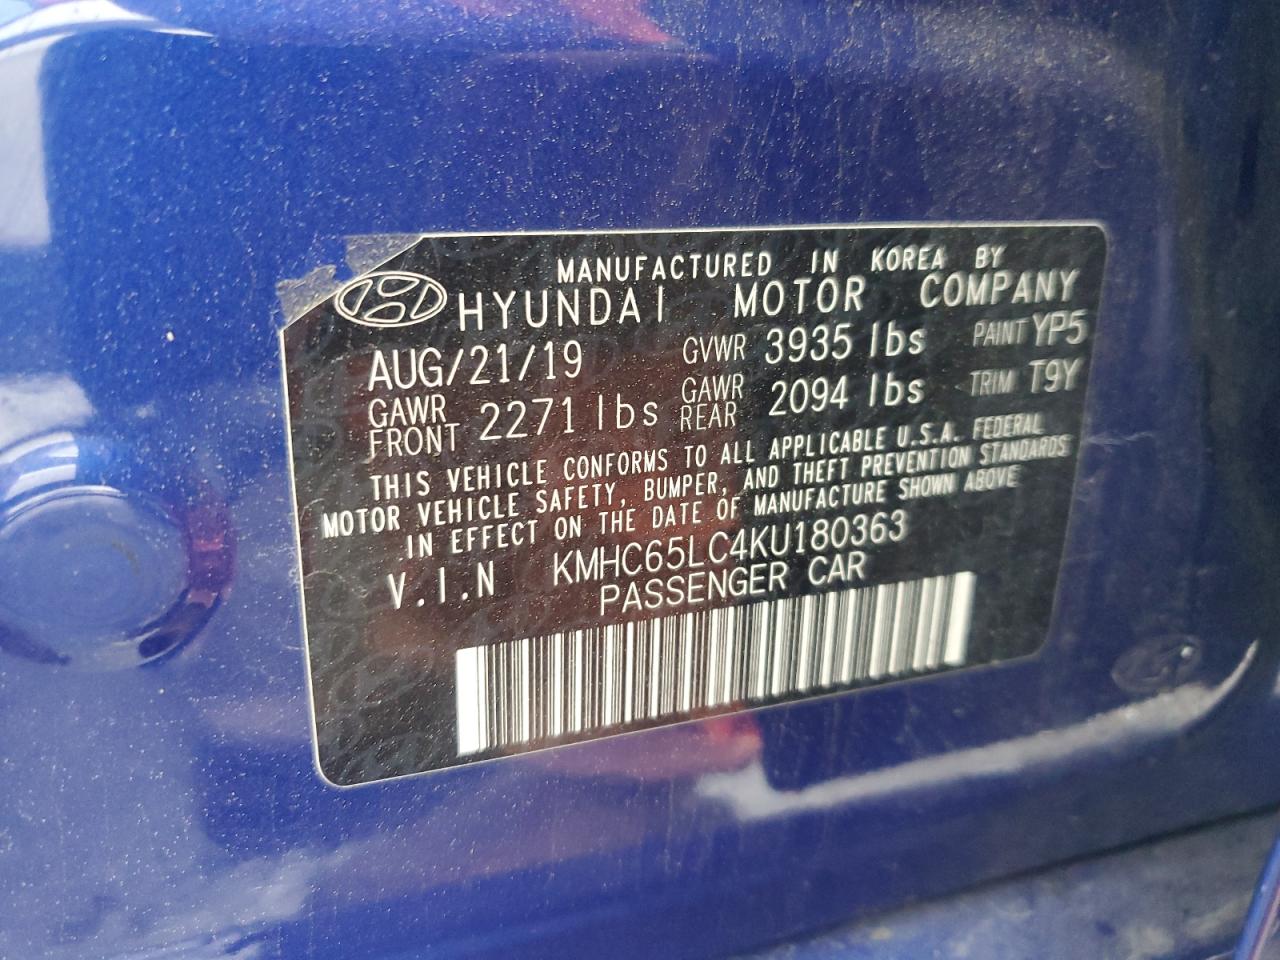 MANUFACTURED IN KOREA BY
HYUNDAI MOTOR COMPANY
AUG/21/19 GVWR 3935 lbs PAINT YP5
GAWR FRONT 2271 lbs GAWR REAR 2094 lbs TRIM T9Y
THIS VEHICLE CONFORMS TO ALL APPLICABLE U.S.A. FEDERAL
MOTOR VEHICLE SAFETY, BUMPER, AND THEFT PREVENTION STANDARDS
IN EFFECT ON THE DATE OF MANUFACTURE SHOWN ABOVE
V.I.N KMHC65LC4KU180363
PASSENGER CAR